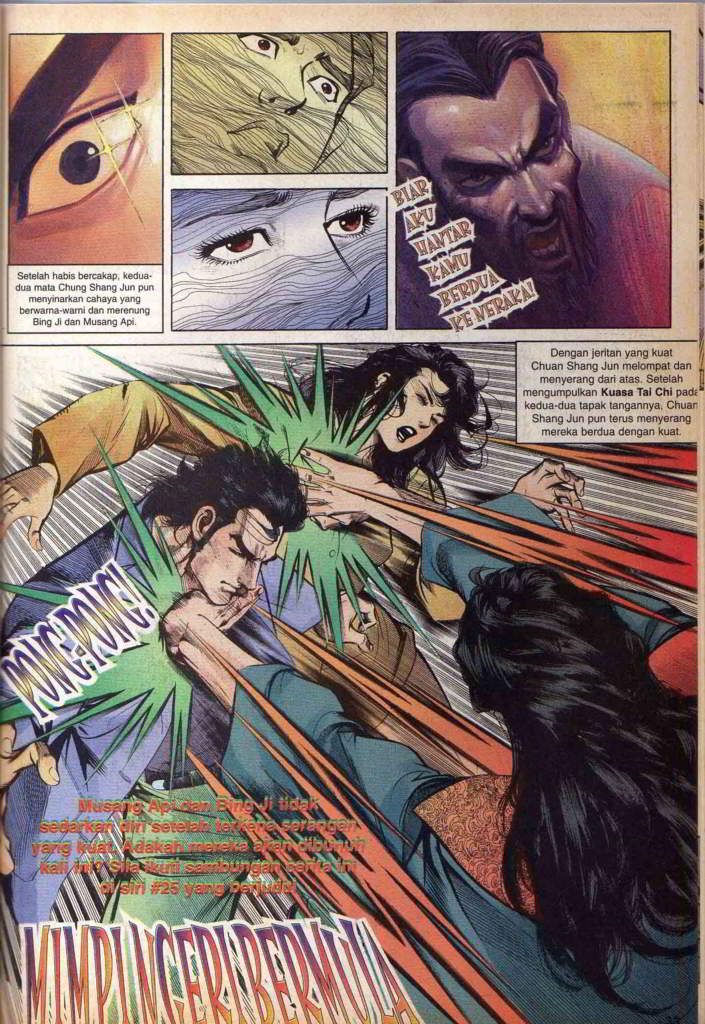 Setelah habis bercakap, kedua-
dua mata Chung Shang Jun pun
menyinarkan cahaya yang
berwarna-warni dan merenung
Bing Ji dan Musang Api.
BIAR
AKU
HANTAR
KAMU
BERDUA
KE NERAKA!
Dengan jeritan yang kuat
Chuan Shang Jun melompat dan
menyerang dari atas. Setelah
mengumpulkan Kuasa Tai Chi pada
kedua-dua tapak tangannya, Chuan
Shang Jun pun terus menyerang
mereka berdua dengan kuat.
PONG-PONG!
Musang Api dan Bing Ji tidak
sedarkan diri setelah terkena serangan
yang kuat. Adakah mereka akan dibunuh
kali ini? Sila ikuti sambungan cerita ini
di siri #25 yang berjudul
MIMPI NGERI BERMULA